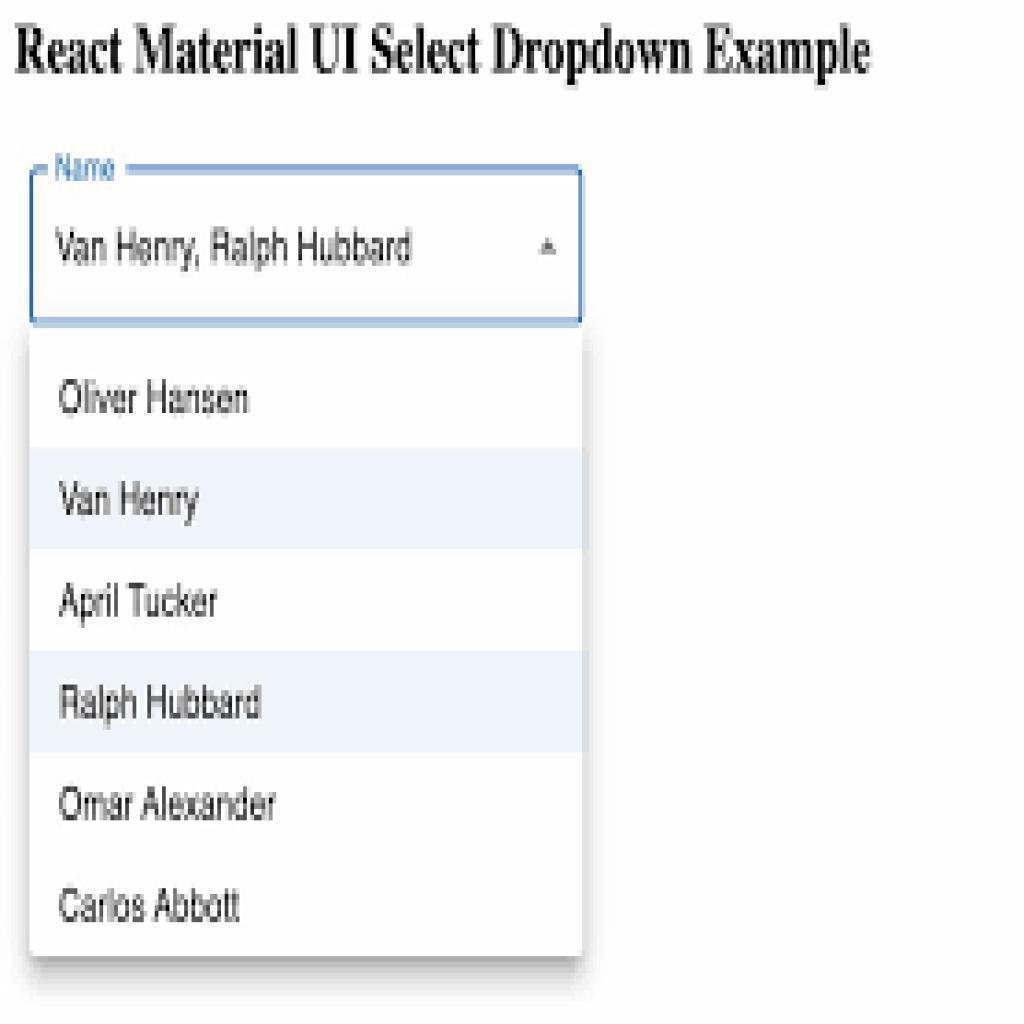 React Material UI Select Dropdown Example
Name
Van Henry, Ralph Hubbard
Oliver Hansen
Van Henry
April Tucker
Ralph Hubbard
Omar Alexander
Carlos Abbott